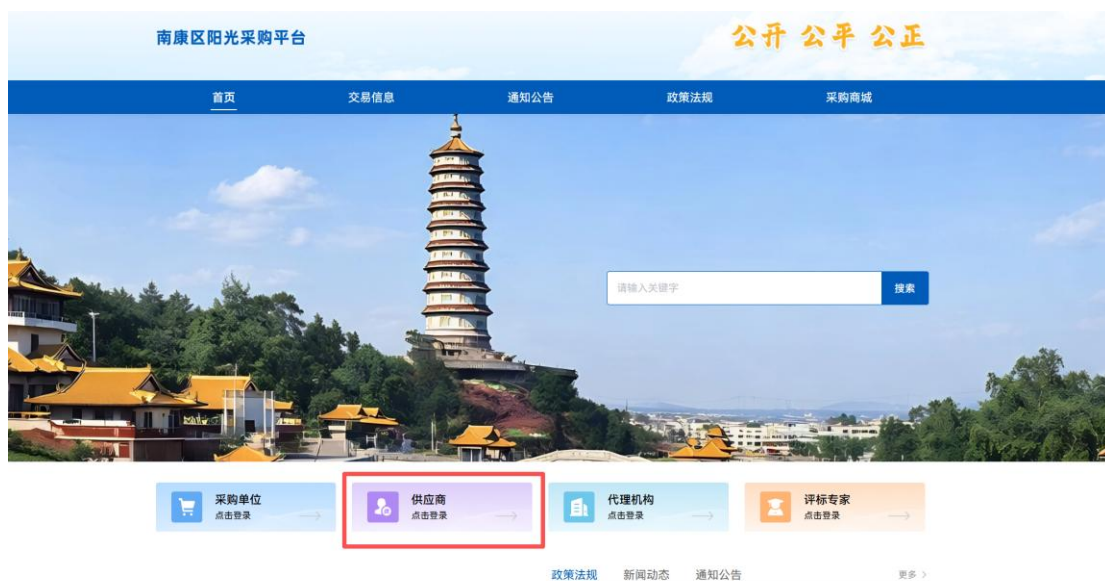 南康区阳光采购平台
公开 公平 公正
首页 交易信息 通知公告 政策法规 采购商城
请输入关键字 搜索
采购单位 供应商 代理机构 评标专家
点击登录 点击登录 点击登录 点击登录
政策法规 新闻动态 通知公告 更多 >